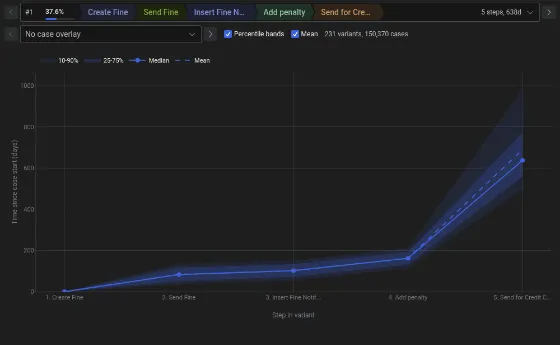 #1 37.6% Create Fine Send Fine Insert Fine N... Add penalty Send for Cre... 5 steps, 638d
No case overlay Percentile bands Mean 231 variants, 150,370 cases
10-90% 25-75% Median Mean
1000
800
600
400
200
0
Time since case start (days)
1. Create Fine 2. Send Fine 3. Insert Fine Notif... 4. Add penalty 5. Send for Credit C...
Step in variant